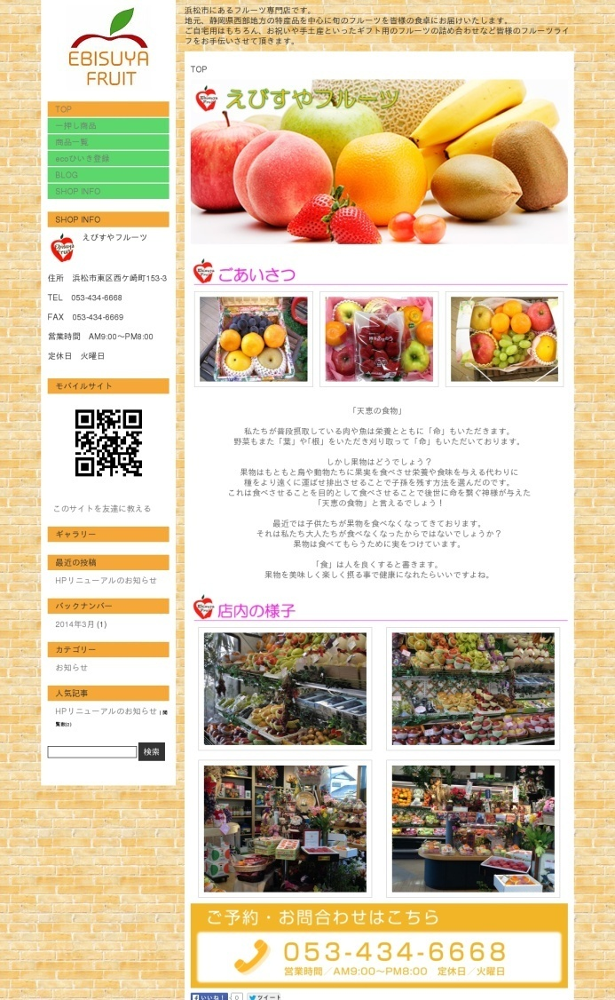 EBISUYA
FRUIT
TOP
一押し商品
商品一覧
ecoひいき登録
BLOG
SHOP INFO
SHOP INFO
えびすやフルーツ
住所　浜松市東区西ケ崎町153-3
TEL　053-434-6668
FAX　053-434-6669
営業時間　AM9:00～PM8:00
定休日　火曜日
モバイルサイト
このサイトを友達に教える
ギャラリー
最近の投稿
HPリニューアルのお知らせ
バックナンバー
2014年3月 (1)
カテゴリー
お知らせ
人気記事
HPリニューアルのお知らせ | 閲
覧数(2)
検索
浜松市にあるフルーツ専門店です。
地元、静岡県西部地方の特産品を中心に旬のフルーツを皆様の食卓にお届けいたします。
ご自宅用はもちろん、お祝いや手土産といったギフト用のフルーツの詰め合わせなど皆様のフルーツライ
フをお手伝いさせて頂きます。
TOP
えびすやフルーツ
ごあいさつ
「天恵の食物」
私たちが普段摂取している肉や魚は栄養とともに「命」もいただきます。
野菜もまた「葉」や「根」をいただき刈り取って「命」もいただいております。
しかし果物はどうでしょう？
果物はもともと鳥や動物たちに果実を食べさせ栄養や食味を与える代わりに
種をより遠くに運ばせ排出させることで子孫を残す方法を選んだのです。
これは食べさせることを目的として食べさせることで後世に命を繋ぐ神様が与えた
「天恵の食物」と言えるでしょう！
最近では子供たちが果物を食べなくなってきております。
それは私たち大人たちが食べなくなったからではないでしょうか？
果物は食べてもらうために実をつけています。
「食」は人を良くすると書きます。
果物を美味しく楽しく摂る事で健康になれたらいいですよね。
店内の様子
ご予約・お問合わせはこちら
053-434-6668
営業時間／AM9:00～PM8:00　定休日／火曜日
いいね！ 0 ツイート